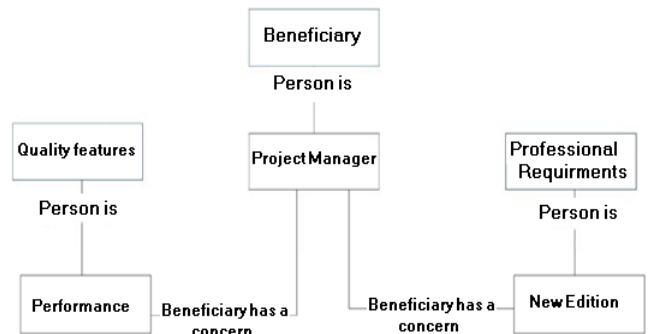 Beneficiary
Person is
Quality features
Project Manager
Professional
Requirments
Person is
Person is
Performance
Beneficiary has a
concern
Beneficiary has a
concern
New Edition